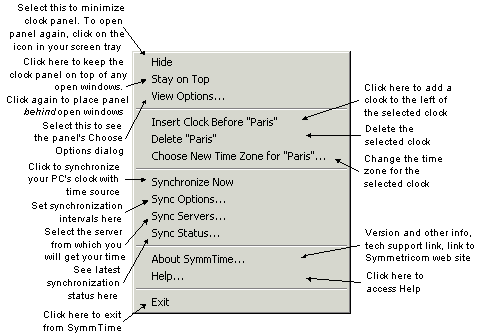 Select this to minimize
clock panel. To open
panel again, click on the
icon in your screen tray
Click here to keep the
clock panel on top of any
open windows.
Click again to place panel
behind open windows
Select this to see
the panel's Choose
Options dialog
Click to synchronize
your PC's clock with
time source
Set synchronization
intervals here
Select the server
from which you
will get your time
See latest
synchronization
status here
Click here to exit
from SymmTime
Hide
Stay on Top
View Options...
Insert Clock Before "Paris"
Delete "Paris"
Choose New Time Zone for "Paris"...
Synchronize Now
Sync Options...
Sync Servers...
Sync Status...
About SymmTime...
Help...
Exit
Click here to add a
clock to the left of
the selected clock
Delete the
selected clock
Change the time
zone for the
selected clock
Version and other info,
tech support link, link to
Symmetricom web site
Click here to
access Help